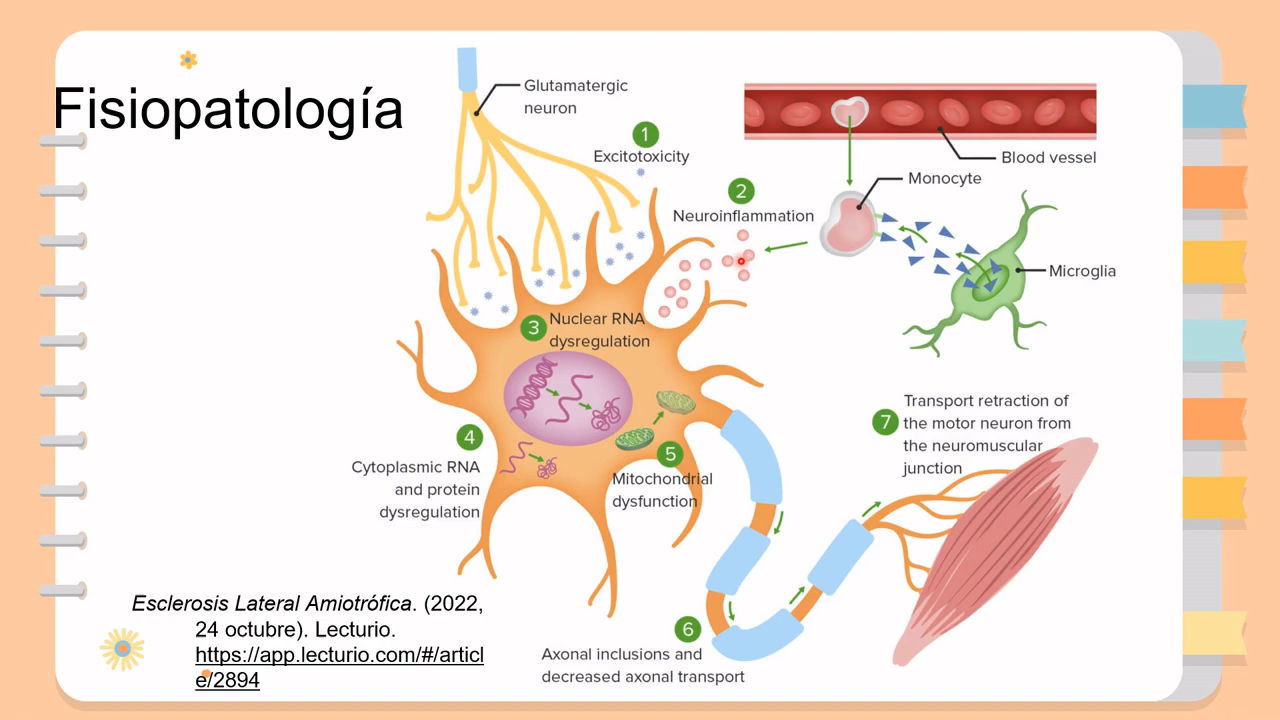 Fisiopatología
Glutamatergic
neuron
1
Excitotoxicity
2
Neuroinflammation
Blood vessel
Monocyte
Microglia
3
Nuclear RNA
dysregulation
4
Cytoplasmic RNA
and protein
dysregulation
5
Mitochondrial
dysfunction
7
Transport retraction of
the motor neuron from
the neuromuscular
junction
6
Axonal inclusions and
decreased axonal transport
Esclerosis Lateral Amiotrófica. (2022,
24 octubre). Lecturio.
https://app.lecturio.com/#/articl
e/2894